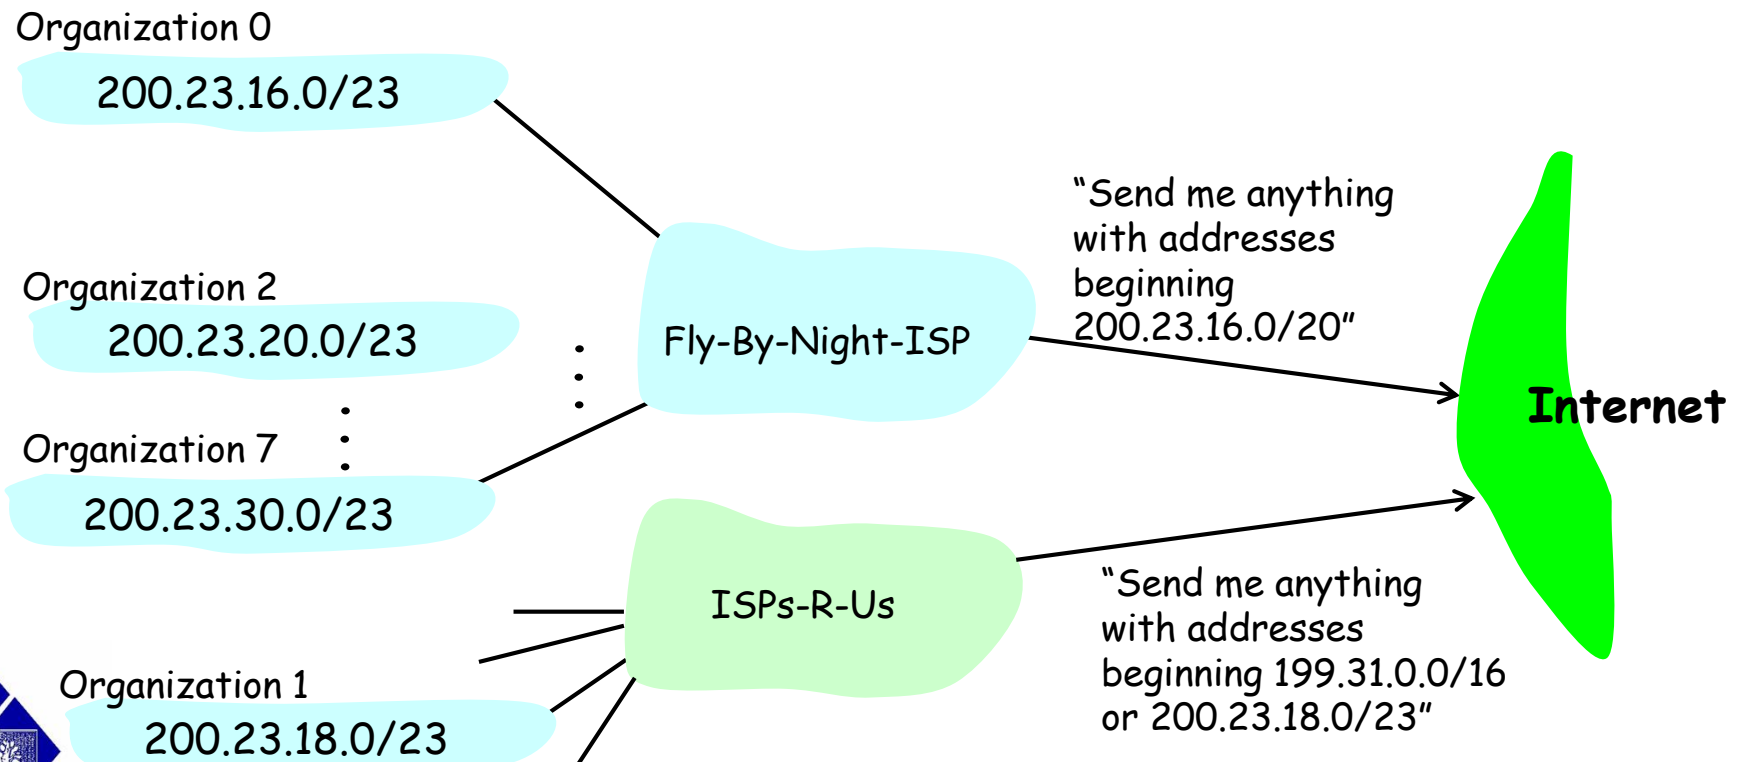 Organization 0
200.23.16.0/23
Organization 2
200.23.20.0/23
Organization 7
200.23.30.0/23
Fly-By-Night-ISP
“Send me anything
with addresses
beginning
200.23.16.0/20”
Internet
ISPs-R-Us
Organization 1
200.23.18.0/23
“Send me anything
with addresses
beginning 199.31.0.0/16
or 200.23.18.0/23”